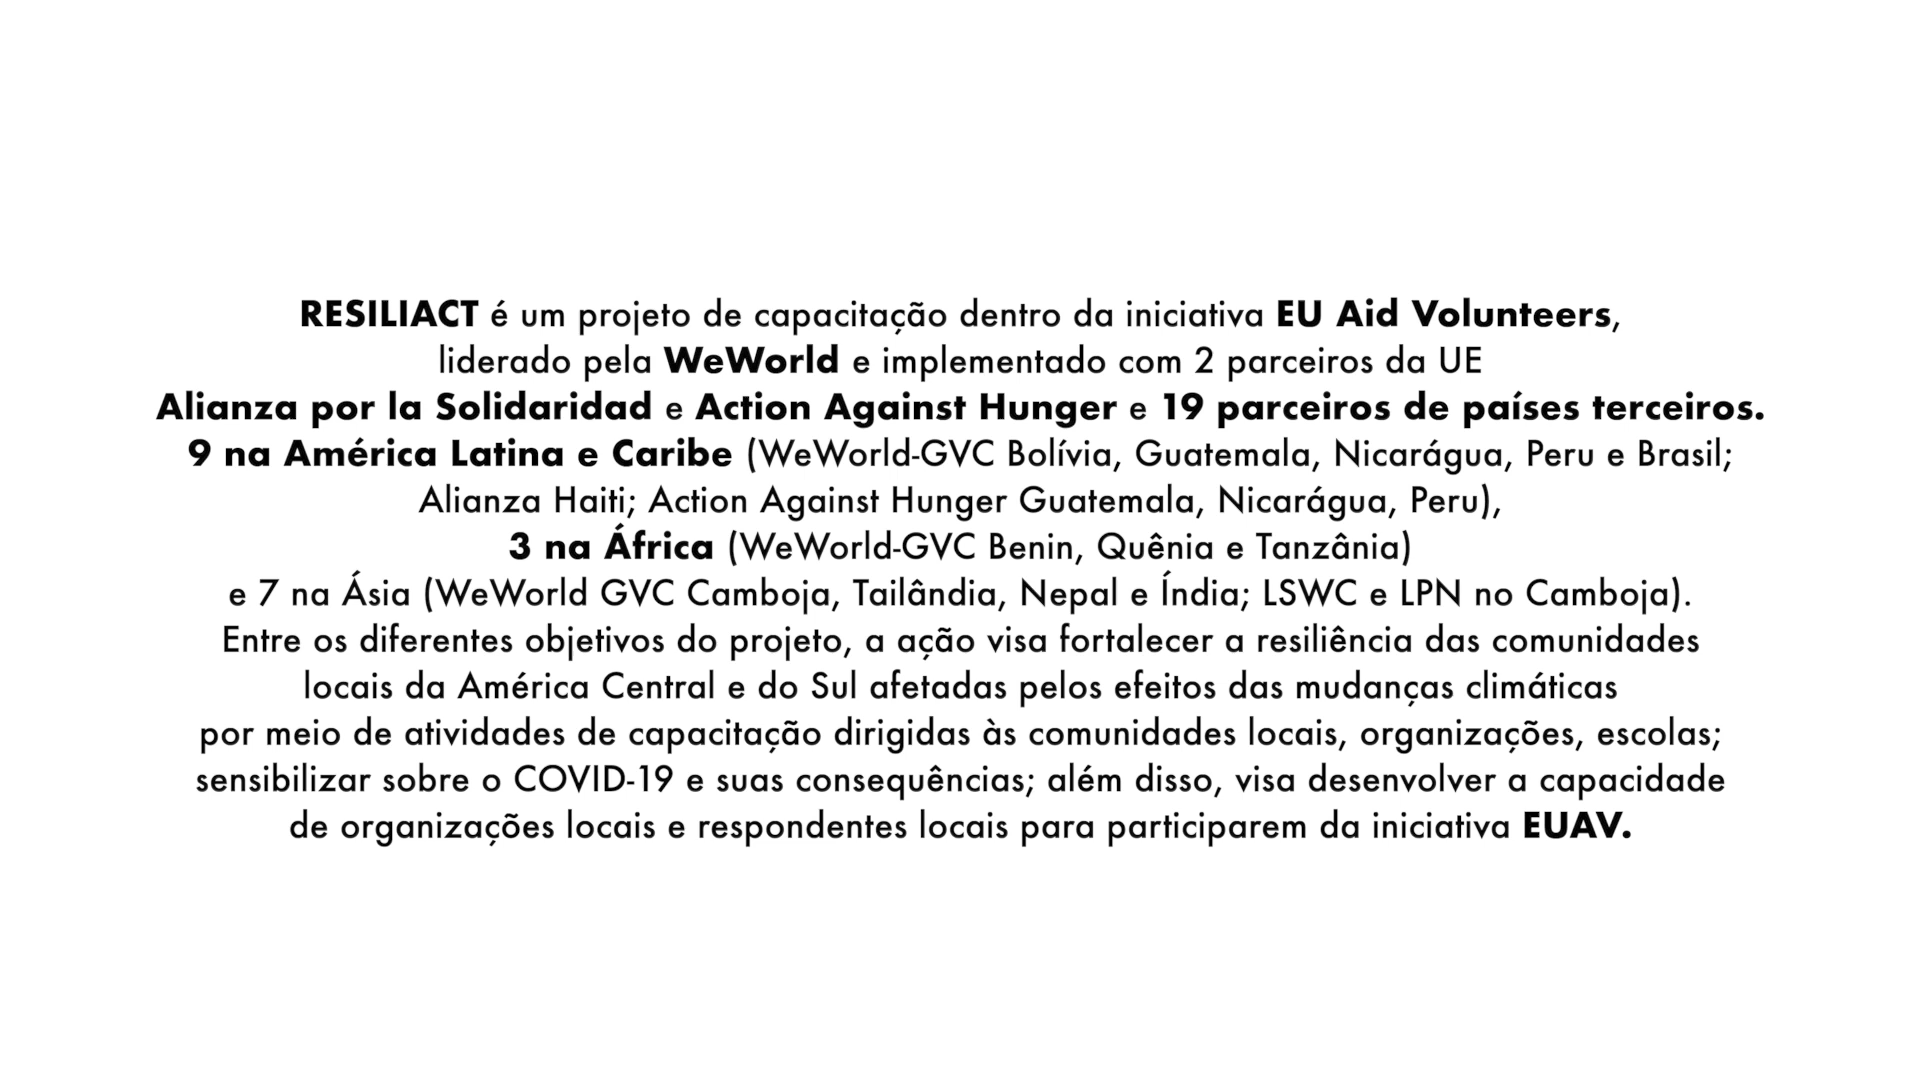 RESILIACT é um projeto de capacitação dentro da iniciativa EU Aid Volunteers,
liderado pela WeWorld e implementado com 2 parceiros da UE
Alianza por la Solidaridad e Action Against Hunger e 19 parceiros de países terceiros.
9 na América Latina e Caribe (WeWorld-GVC Bolívia, Guatemala, Nicarágua, Peru e Brasil;
Alianza Haiti; Action Against Hunger Guatemala, Nicarágua, Peru),
3 na África (WeWorld-GVC Benin, Quênia e Tanzânia)
e 7 na Ásia (WeWorld GVC Camboja, Tailândia, Nepal e Índia; LSWC e LPN no Camboja).
Entre os diferentes objetivos do projeto, a ação visa fortalecer a resiliência das comunidades
locais da América Central e do Sul afetadas pelos efeitos das mudanças climáticas
por meio de atividades de capacitação dirigidas às comunidades locais, organizações, escolas;
sensibilizar sobre o COVID-19 e suas consequências; além disso, visa desenvolver a capacidade
de organizações locais e respondentes locais para participarem da iniciativa EUAV.